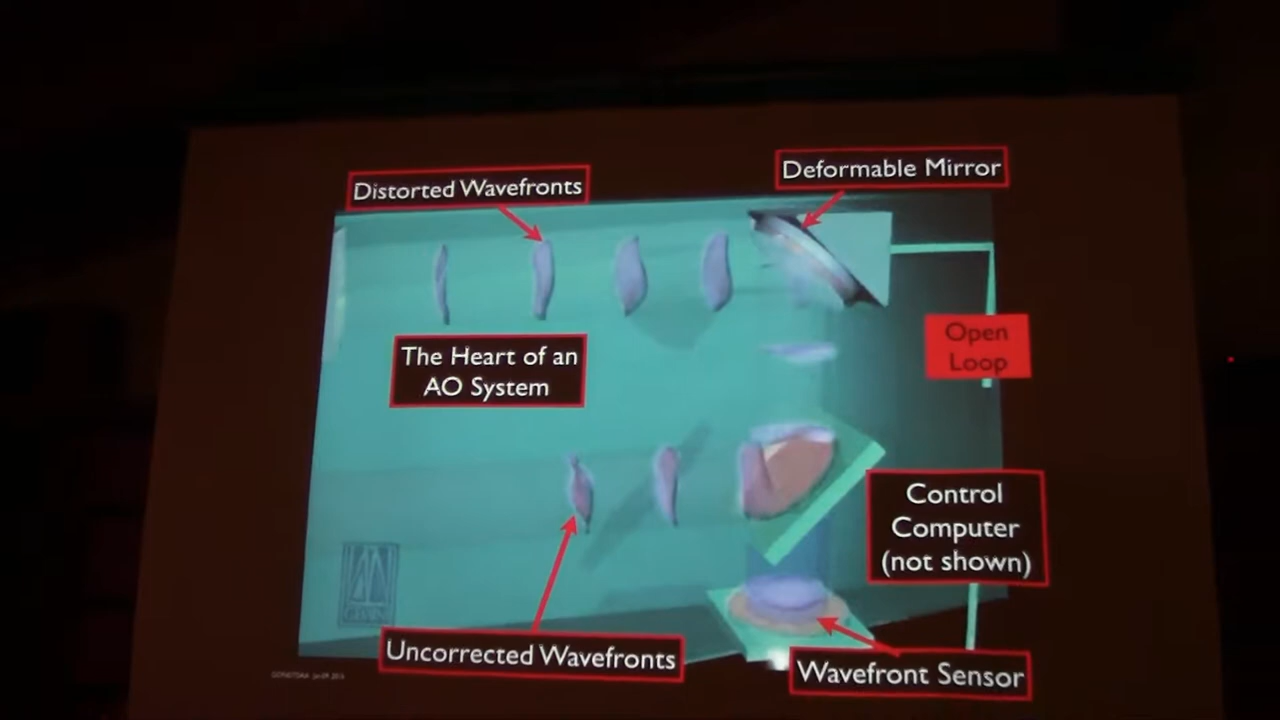 Deformable Mirror
Distorted Wavefronts
Open
Loop
The Heart of an
AO System
Control
Computer
(not shown)
Uncorrected Wavefronts
Wavefront Sensor